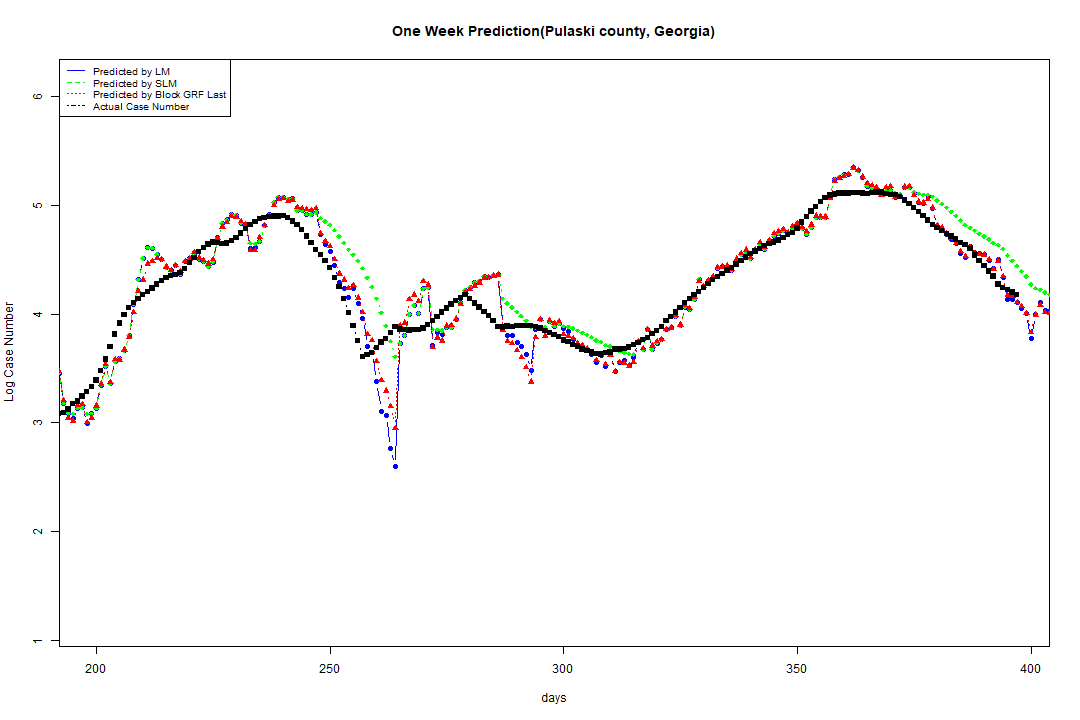 One Week Prediction(Pulaski county, Georgia)
Predicted by LM
Predicted by SLM
Predicted by Block GRF Last
Actual Case Number
6
5
4
3
2
1
Log Case Number
200 250 300 350 400
days